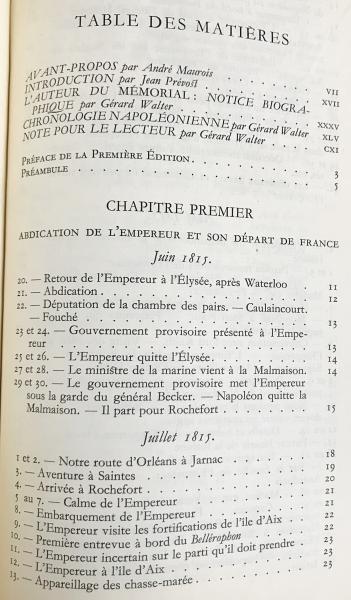 TABLE DES MATIÈRES
AVANT-PROPOS par André Maurois . . . . . . . VII
INTRODUCTION par Jean Prévost . . . . . . . XVII
L'AUTEUR DU MÉMORIAL : NOTICE BIOGRA-
PHIQUE par Gérard Walter . . . . . . . XXXV
CHRONOLOGIE NAPOLÉONIENNE par Gérard Walter XLV
NOTE POUR LE LECTEUR par Gérard Walter . . . . CXI
PRÉFACE DE LA PREMIÈRE ÉDITION . . . . . . . 3
PRÉAMBULE . . . . . . . 5
CHAPITRE PREMIER
ABDICATION DE L'EMPEREUR ET SON DÉPART DE FRANCE
Juin 1815.
20. — Retour de l'Empereur à l'Élysée, après Waterloo . 11
21. — Abdication . . . . . . . 12
22. — Députation de la chambre des pairs. — Caulaincourt.
— Fouché . . . . . . . 13
23 et 24. — Gouvernement provisoire présenté à l'Empe-
reur . . . . . . . 13
25 et 26. — L'Empereur quitte l'Élysée . . . . . . . 14
27 et 28. — Le ministre de la marine vient à la Malmaison. 14
29 et 30. — Le gouvernement provisoire met l'Empereur
sous la garde du général Becker. — Napoléon quitte la
Malmaison. — Il part pour Rochefort . . . . . . . 15
Juillet 1815.
1 et 2. — Notre route d'Orléans à Jarnac . . . . . . . 18
3. — Aventure à Saintes . . . . . . . 19
4. — Arrivée à Rochefort . . . . . . . 20
5 au 7. — Calme de l'Empereur . . . . . . . 21
8. — Embarquement de l'Empereur . . . . . . . 22
9. — L'Empereur visite les fortifications de l'île d'Aix . 22
10. — Première entrevue à bord du Bellérophon . . . . 23
11. — L'Empereur incertain sur le parti qu'il doit prendre . 23
12. — L'Empereur à l'île d'Aix . . . . . . . 23
13. — Appareillage des chasse-marée . . . . . . . 23